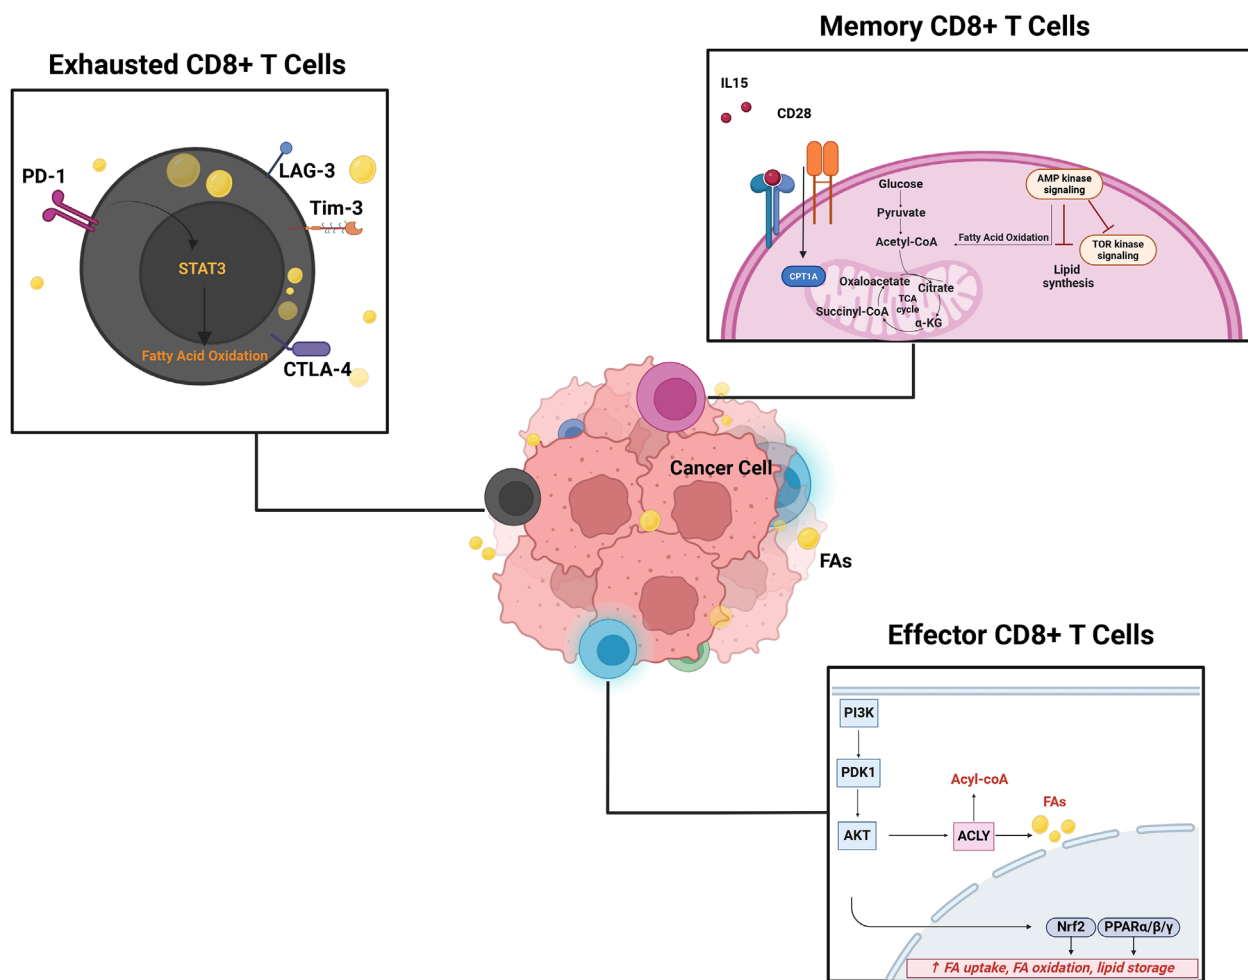 Memory CD8+ T Cells
Exhausted CD8+ T Cells
PD-1
LAG-3
Tim-3
STAT3
Fatty Acid Oxidation
CTLA-4
IL15
CD28
Glucose
Pyruvate
Acetyl-CoA
Fatty Acid Oxidation
AMP kinase
signaling
TOR kinase
signaling
Lipid
synthesis
CPT1A
Oxaloacetate
Citrate
TCA
cycle
Succinyl-CoA
α-KG
Cancer Cell
FAs
Effector CD8+ T Cells
PI3K
PDK1
AKT
Acyl-coA
ACLY
FAs
Nrf2
PPARα/β/γ
↑ FA uptake, FA oxidation, lipid storage